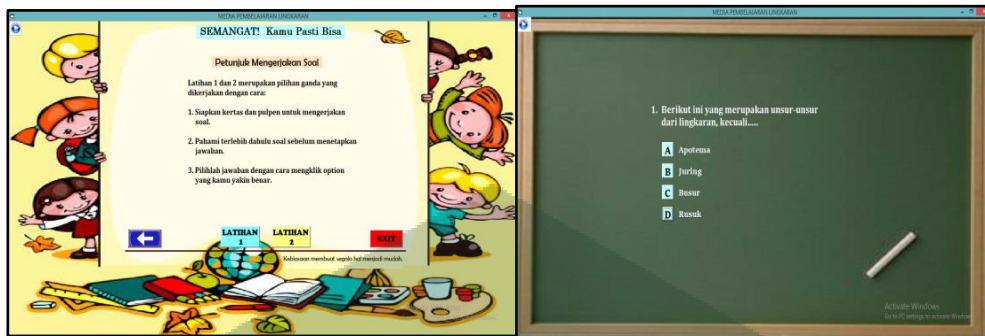 MEDIA PEMBELAJARAN LINGKARAN
SEMANGAT! Kamu Pasti Bisa
Petunjuk Mengerjakan Soal
Latihan 1 dan 2 merupakan pilihan ganda yang
dikerjakan dengan cara:
1. Siapkan kertas dan pulpen untuk mengerjakan
soal.
2. Pahami terlebih dahulu soal sebelum menetapkan
jawaban.
3. Pilihlah jawaban dengan cara mengklik option
yang kamu yakin benar.
LATIHAN
1
LATIHAN
2
EXIT
Kebiasaan membuat segala hal menjadi mudah.
MEDIA PEMBELAJARAN LINGKARAN
1. Berikut ini yang merupakan unsur-unsur
dari lingkaran, kecuali.....
A Apotema
B Juring
C Busur
D Rusuk
Activate Windows
Go to PC settings to activate Windows